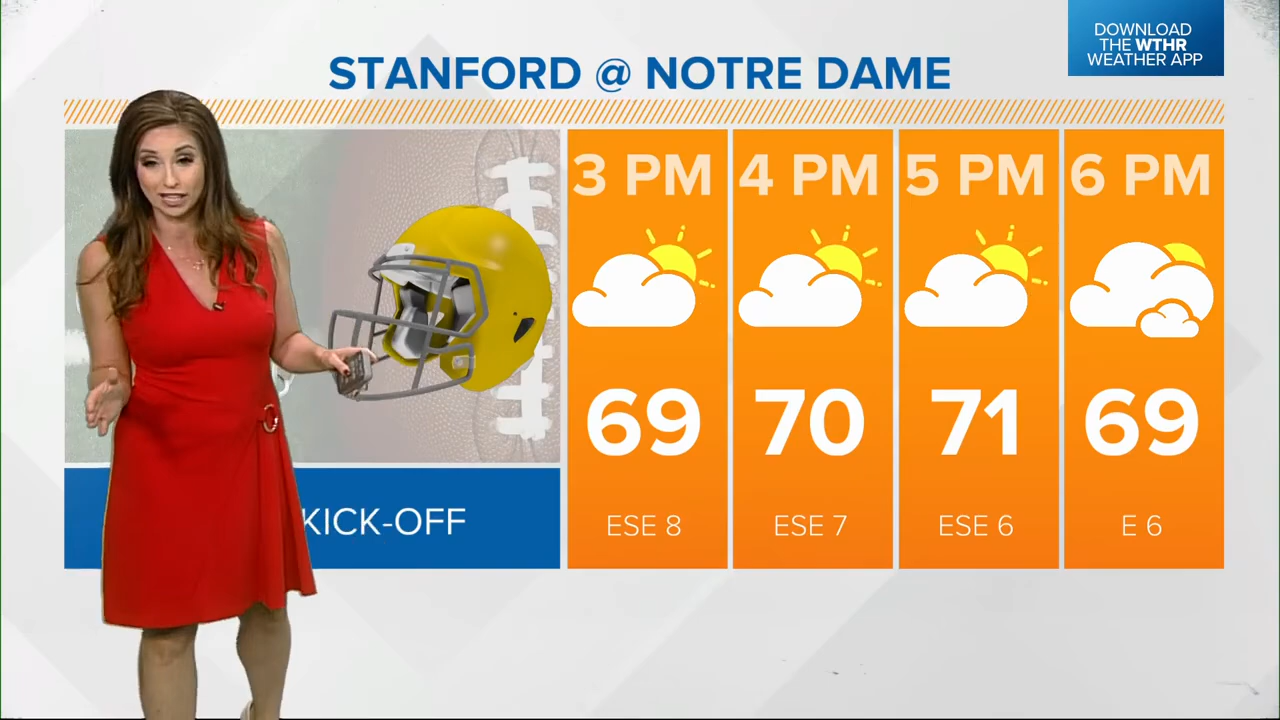 DOWNLOAD
THE WTHR
WEATHER APP
STANFORD @ NOTRE DAME
3 PM
4 PM
5 PM
6 PM
69
70
71
69
ESE 8
ESE 7
ESE 6
E 6
KICK-OFF